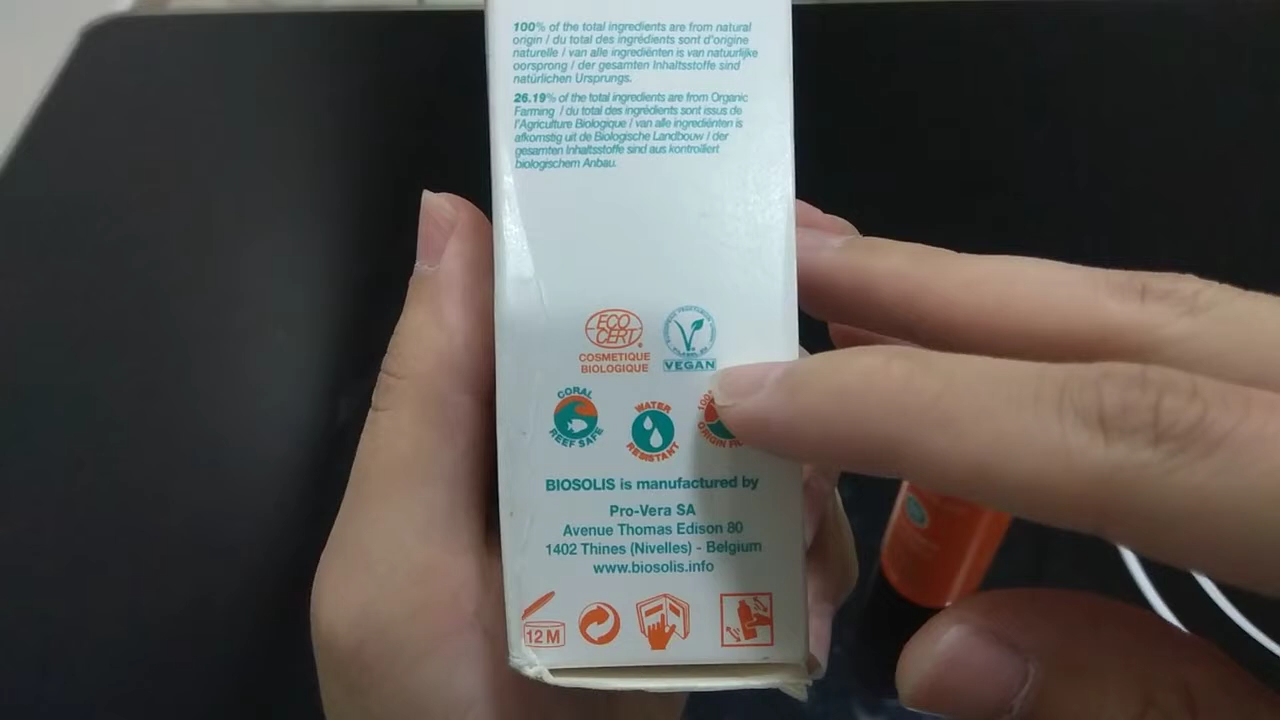 100% of the total ingredients are from natural
origin / du total des ingrédients sont d'origine
naturelle / van alle ingrediënten is van natuurlijke
oorsprong / der gesamten Inhaltsstoffe sind
natürlichen Ursprungs.
26.19% of the total ingredients are from Organic
Farming / du total des ingrédients sont issus de
l'Agriculture Biologique / van alle ingrediënten is
afkomstig uit de Biologische Landbouw / der
gesamten Inhaltsstoffe sind aus kontrolliert
biologischem Anbau.
ECO
CERT
COSMETIQUE
BIOLOGIQUE
VEGAN
CORAL
REEF SAFE
WATER
RESISTANT
100%
ORIGIN
BIOSOLIS is manufactured by
Pro-Vera SA
Avenue Thomas Edison 80
1402 Thines (Nivelles) - Belgium
www.biosolis.info
12 M